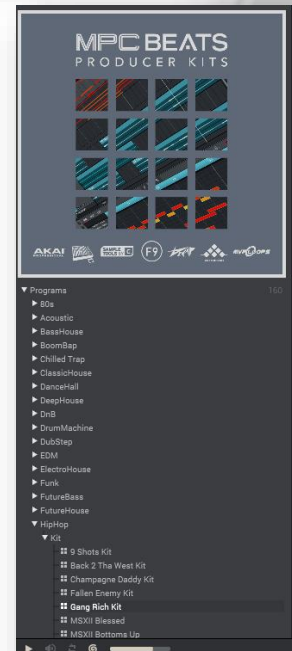 MPC BEATS
PRODUCER KITS
AKAI
SAMPLE TOOLS
F9
Programs 160
80s
Acoustic
BassHouse
BoomBap
Chilled Trap
ClassicHouse
DanceHall
DeepHouse
DnB
DrumMachine
DubStep
EDM
ElectroHouse
Funk
FutureBass
FutureHouse
HipHop
Kit
9 Shots Kit
Back 2 Tha West Kit
Champagne Daddy Kit
Fallen Enemy Kit
Gang Rich Kit
MSXII Blessed
MSXII Bottoms Up